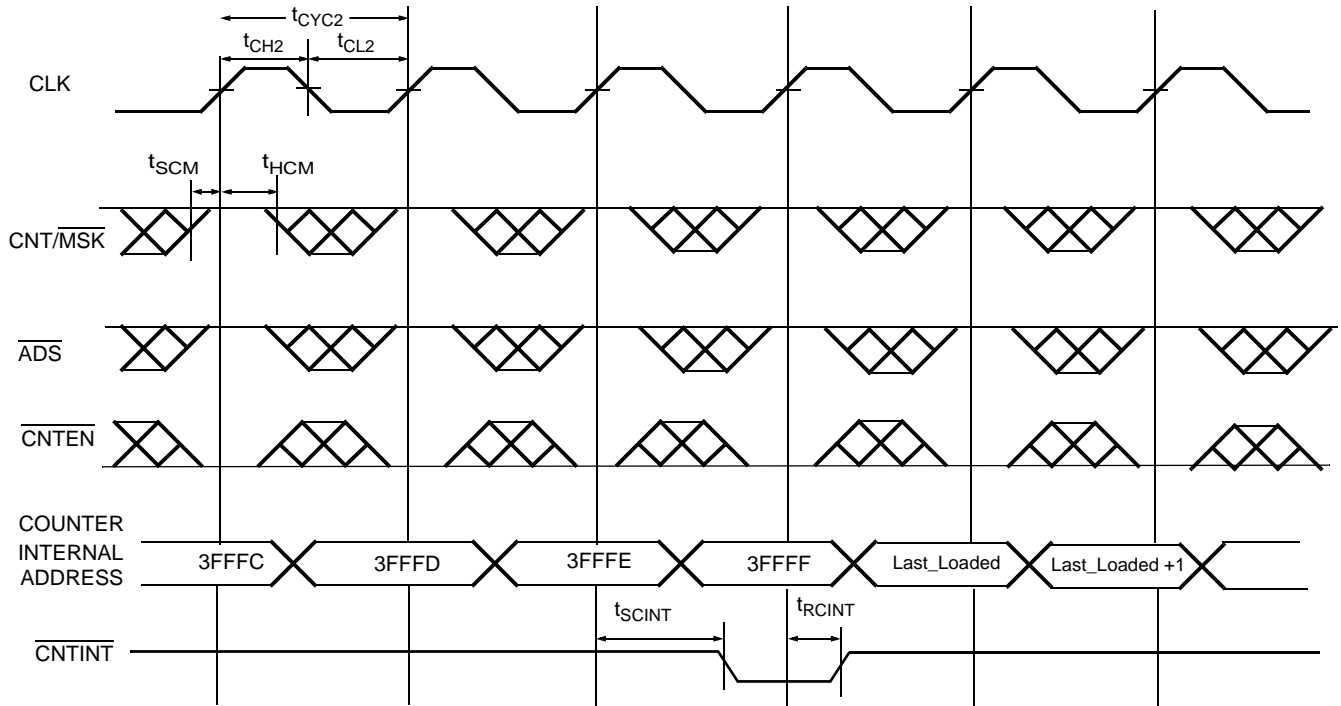 tCYC2
tCH2 tCL2
CLK
tSCM tHCM
CNT/MSK
ADS
CNTEN
COUNTER
INTERNAL
ADDRESS
3FFFC 3FFFD 3FFFE 3FFFF Last_Loaded Last_Loaded +1
tSCINT tRCINT
CNTINT